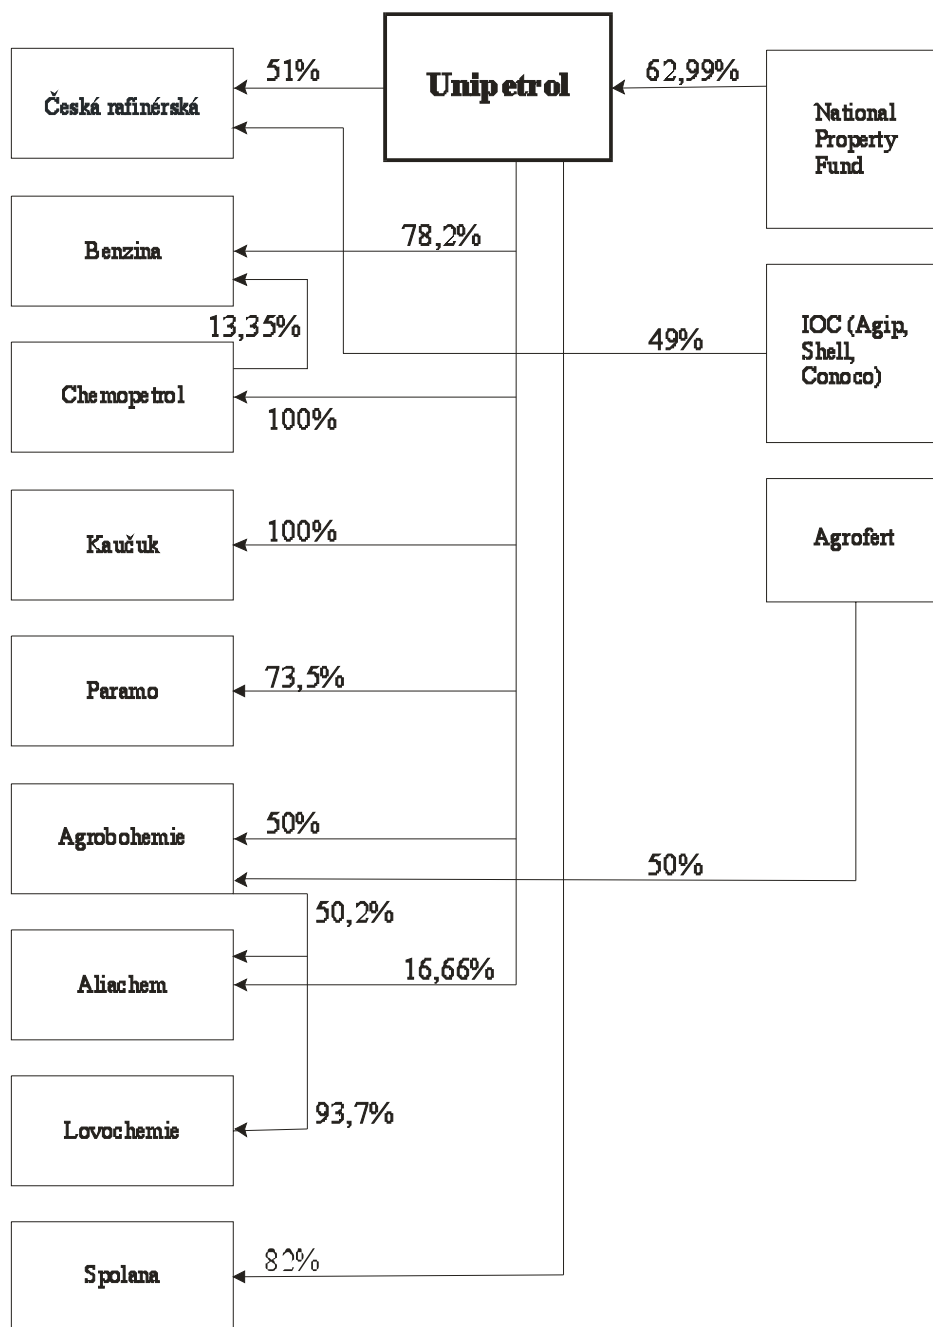 Unipetrol
51%
62,99%
Česká rafinérská
National
Property
Fund
78,2%
Benzina
13,35%
49%
IOC (Agip,
Shell,
Conoco)
Chemopetrol
100%
Kaučuk
100%
Agrofert
Paramo
73,5%
Agrobohemie
50%
50%
50,2%
Aliachem
16,66%
Lovochemie
93,7%
Spolana
82%